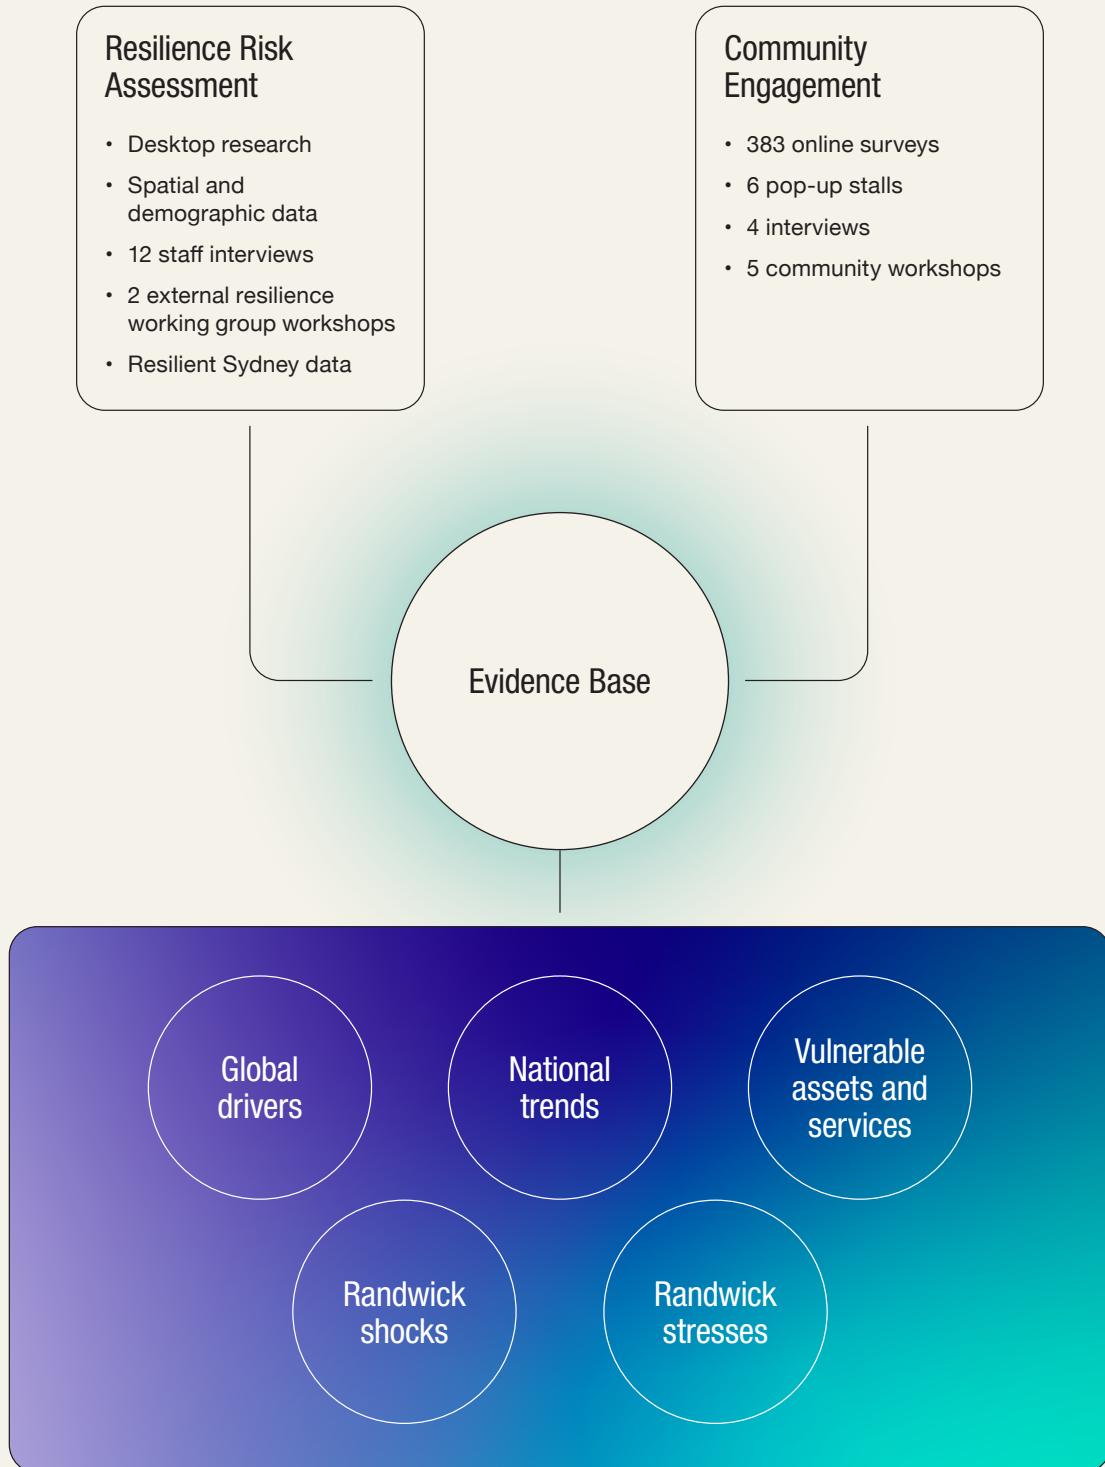 Resilience Risk
Assessment
• Desktop research
• Spatial and
demographic data
• 12 staff interviews
• 2 external resilience
working group workshops
• Resilient Sydney data
Community
Engagement
• 383 online surveys
• 6 pop-up stalls
• 4 interviews
• 5 community workshops
Evidence Base
Global
drivers
National
trends
Vulnerable
assets and
services
Randwick
shocks
Randwick
stresses